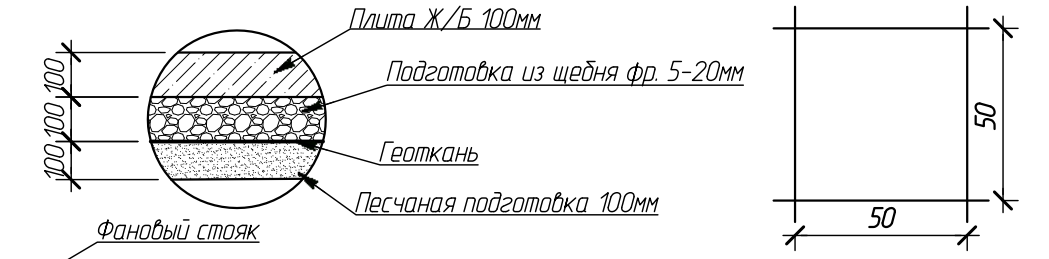 Плита Ж/Б 100мм
Подготовка из щебня фр. 5-20мм
100
100
100
Геоткань
Песчаная подготовка 100мм
Фановый стояк
50
50